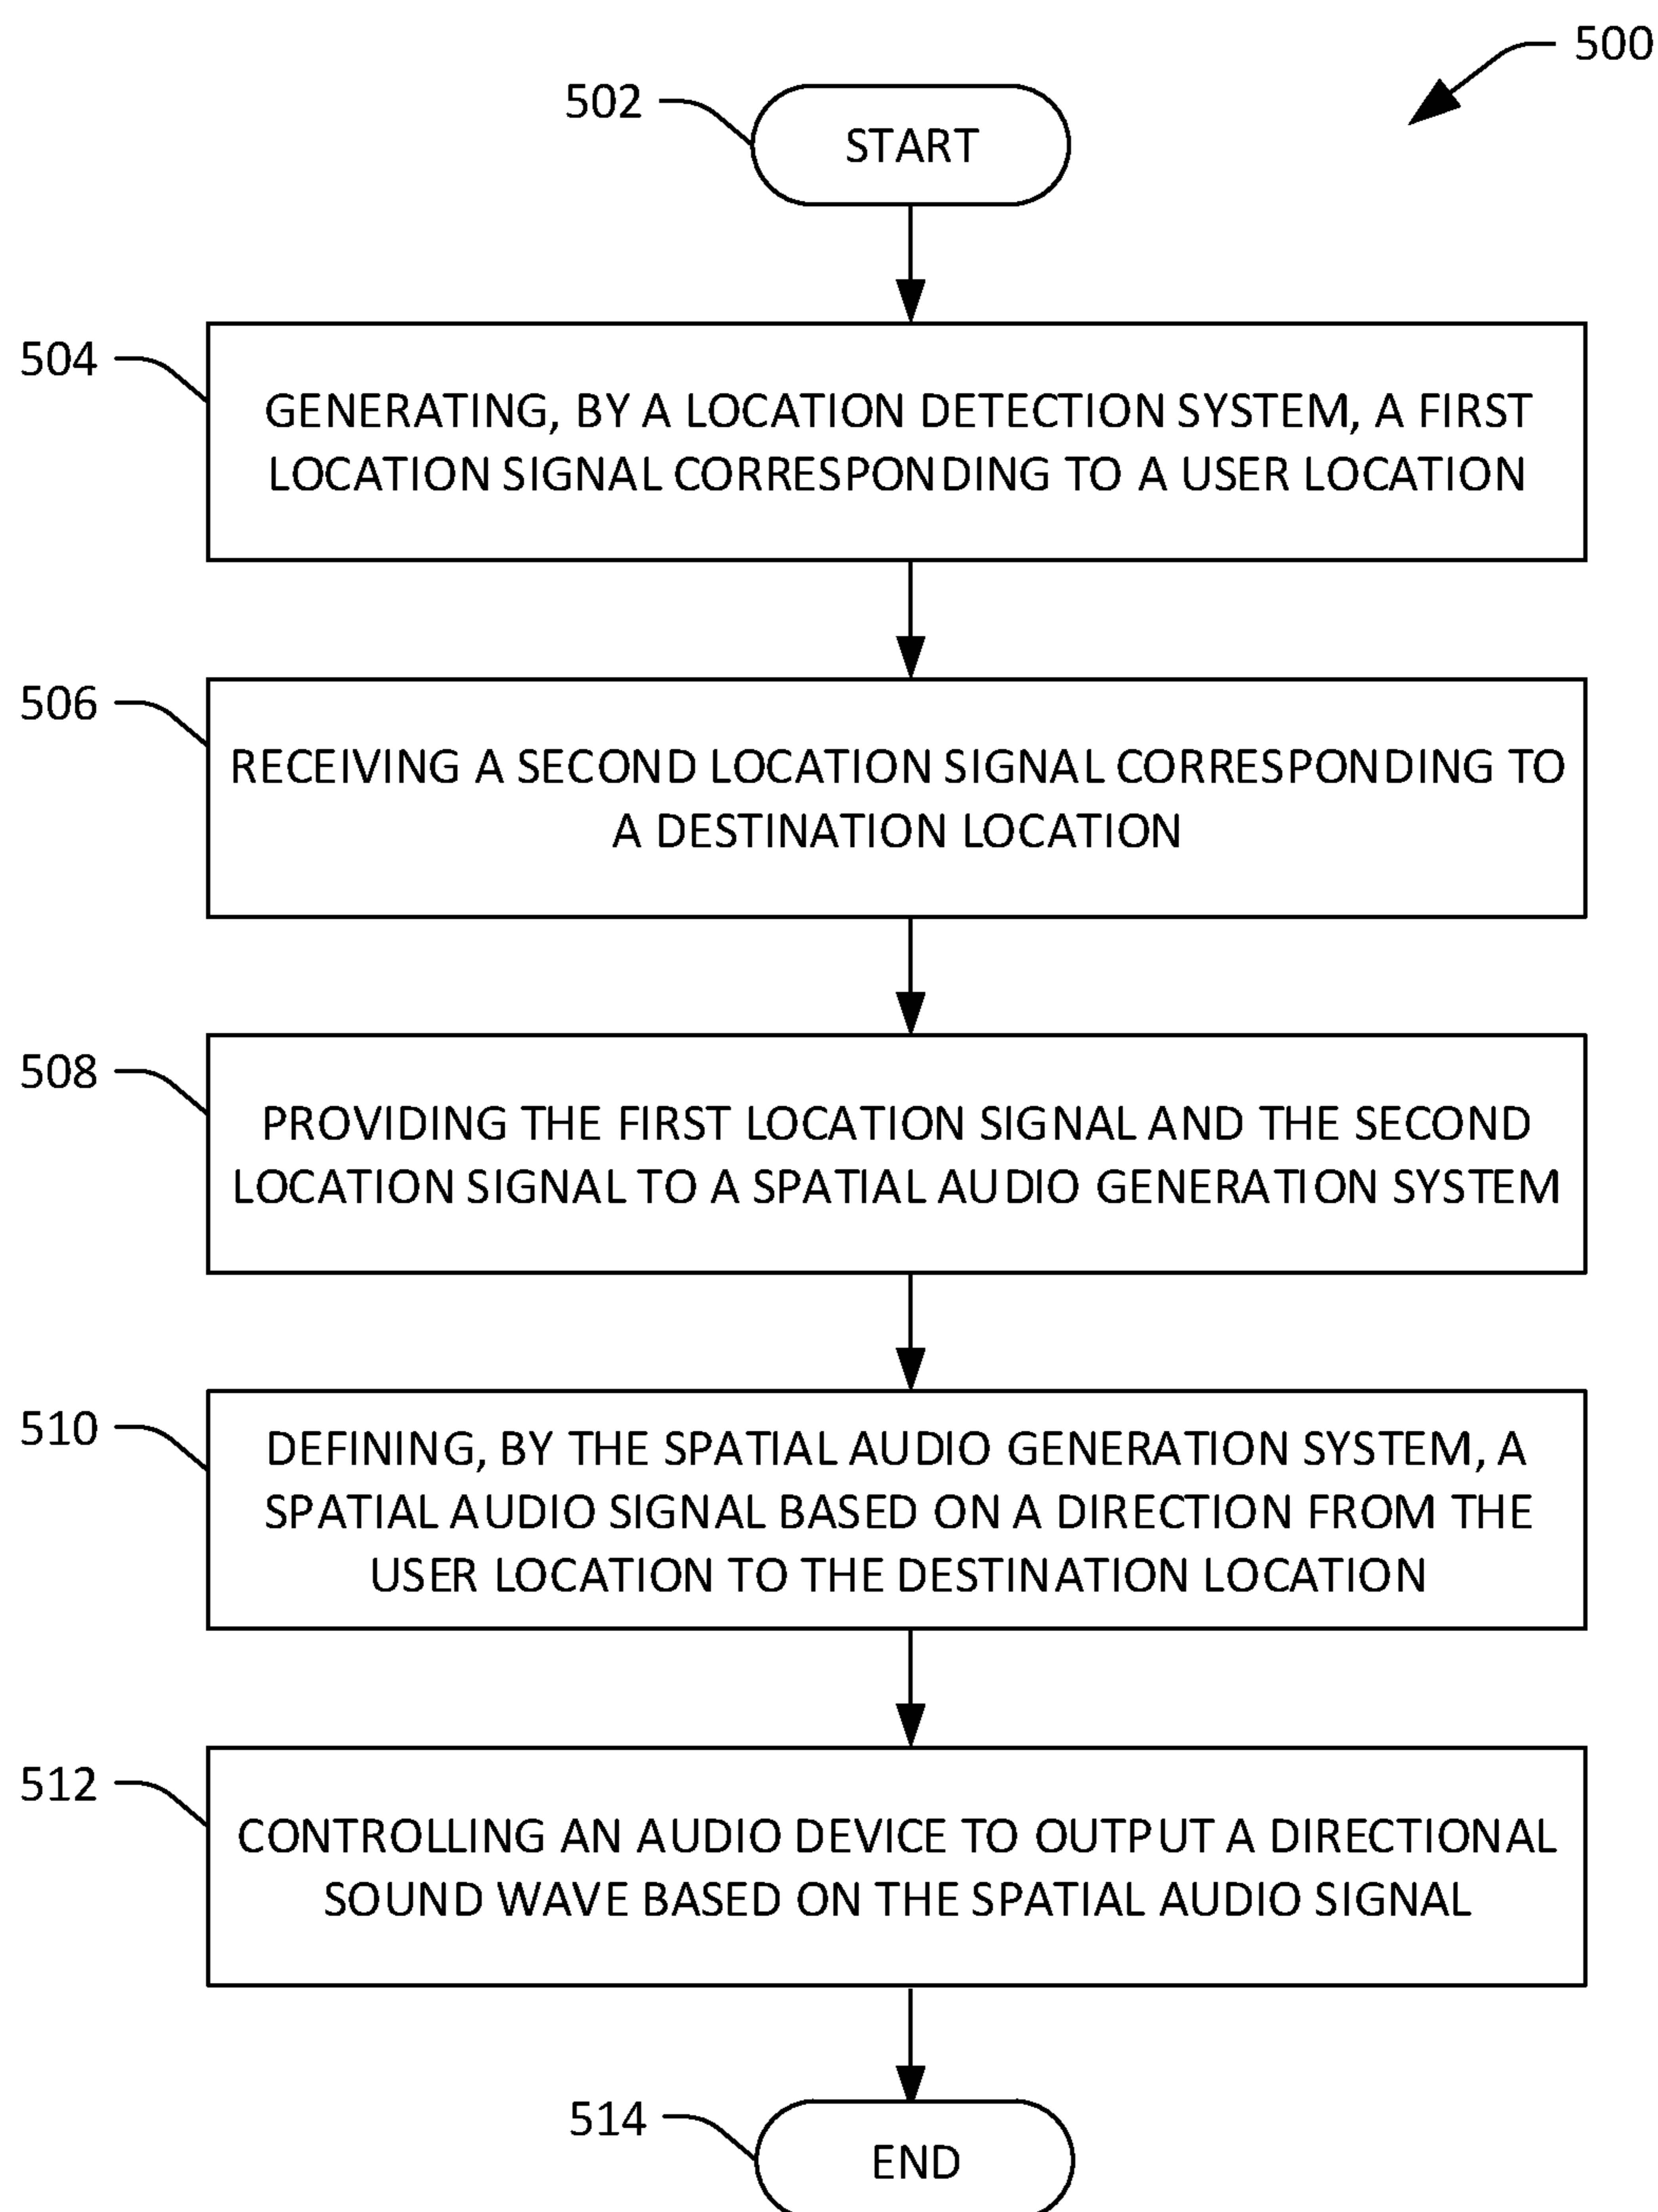 500
502
START
504
GENERATING, BY A LOCATION DETECTION SYSTEM, A FIRST
LOCATION SIGNAL CORRESPONDING TO A USER LOCATION
506
RECEIVING A SECOND LOCATION SIGNAL CORRESPONDING TO
A DESTINATION LOCATION
508
PROVIDING THE FIRST LOCATION SIGNAL AND THE SECOND
LOCATION SIGNAL TO A SPATIAL AUDIO GENERATION SYSTEM
510
DEFINING, BY THE SPATIAL AUDIO GENERATION SYSTEM, A
SPATIAL AUDIO SIGNAL BASED ON A DIRECTION FROM THE
USER LOCATION TO THE DESTINATION LOCATION
512
CONTROLLING AN AUDIO DEVICE TO OUTPUT A DIRECTIONAL
SOUND WAVE BASED ON THE SPATIAL AUDIO SIGNAL
514
END